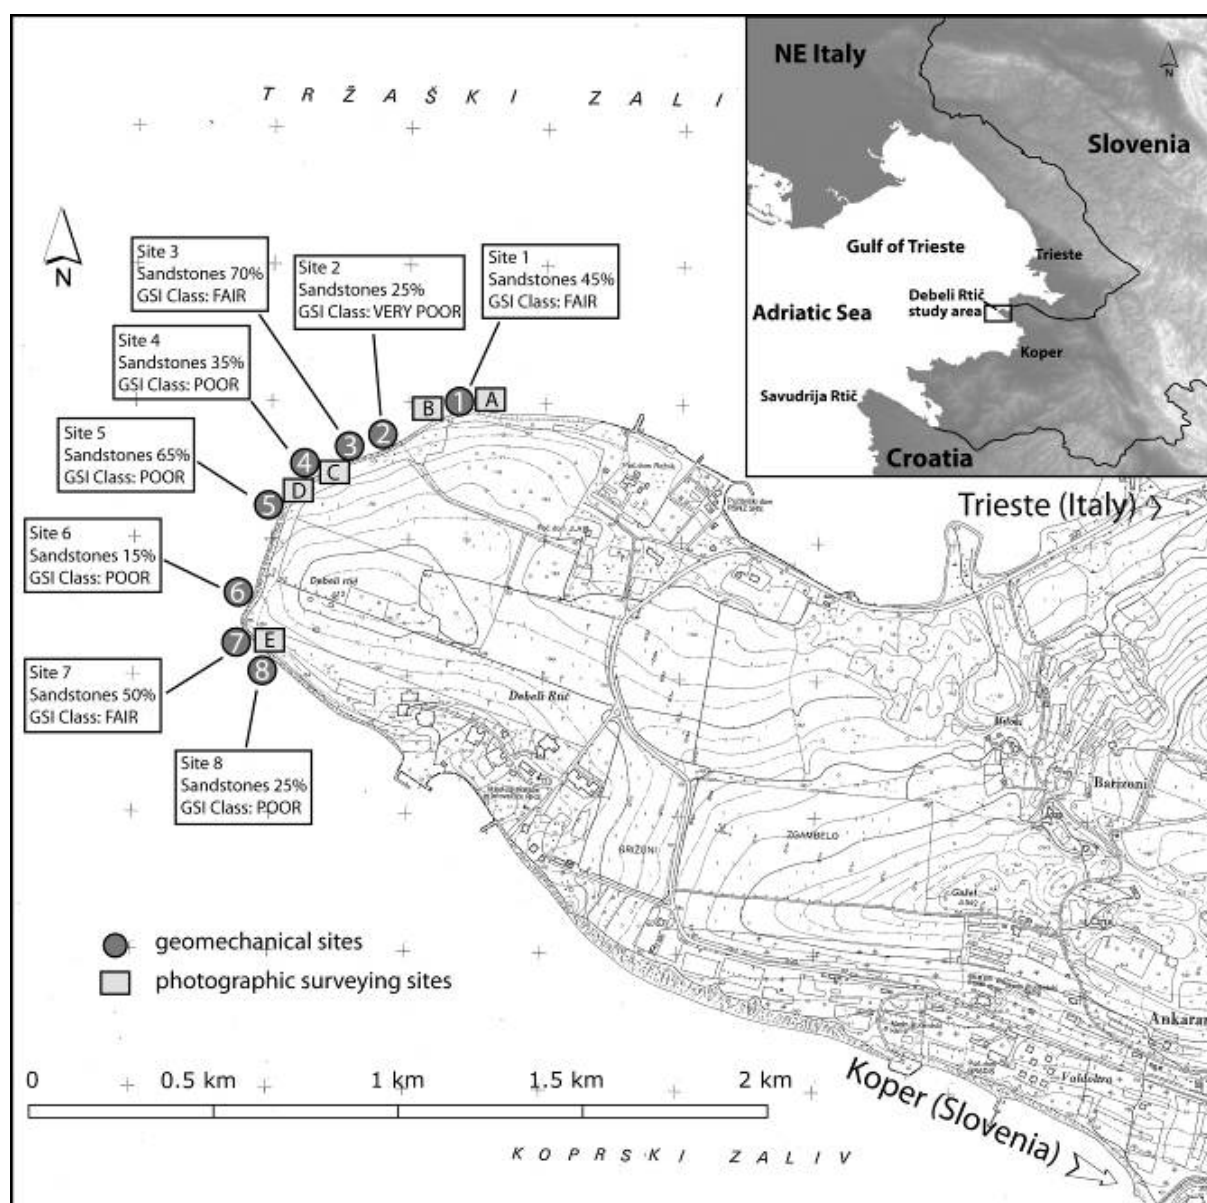 T R Ž A Š K I Z A L I
N
Site 3
Sandstones 70%
GSI Class: FAIR
Site 2
Sandstones 25%
GSI Class: VERY POOR
Site 1
Sandstones 45%
GSI Class: FAIR
Site 4
Sandstones 35%
GSI Class: POOR
Site 5
Sandstones 65%
GSI Class: POOR
Site 6
Sandstones 15%
GSI Class: POOR
Site 7
Sandstones 50%
GSI Class: FAIR
Site 8
Sandstones 25%
GSI Class: POOR
1
A
B
2
3
4
C
D
5
6
7
E
8
NE Italy
N
Slovenia
Gulf of Trieste
Trieste
Debeli Rtič
study area
Adriatic Sea
Koper
Savudrija Rtič
Croatia
Trieste (Italy)
Debeli rtič
Debeli Rtič
Barizoni
ZGAMBELO
GRIŽONI
Ankaran
Valdoltra
geomechanical sites
photographic surveying sites
0
0.5 km
1 km
1.5 km
2 km
Koper (Slovenia)
K O P R S K I Z A L I V